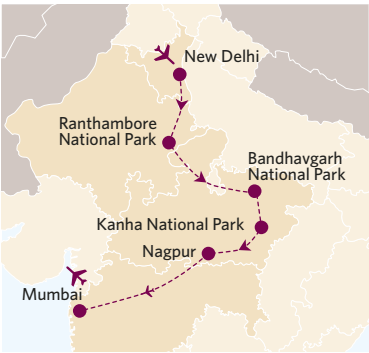 New Delhi
Ranthambore
National Park
Bandhavgarh
National Park
Kanha National Park
Nagpur
Mumbai